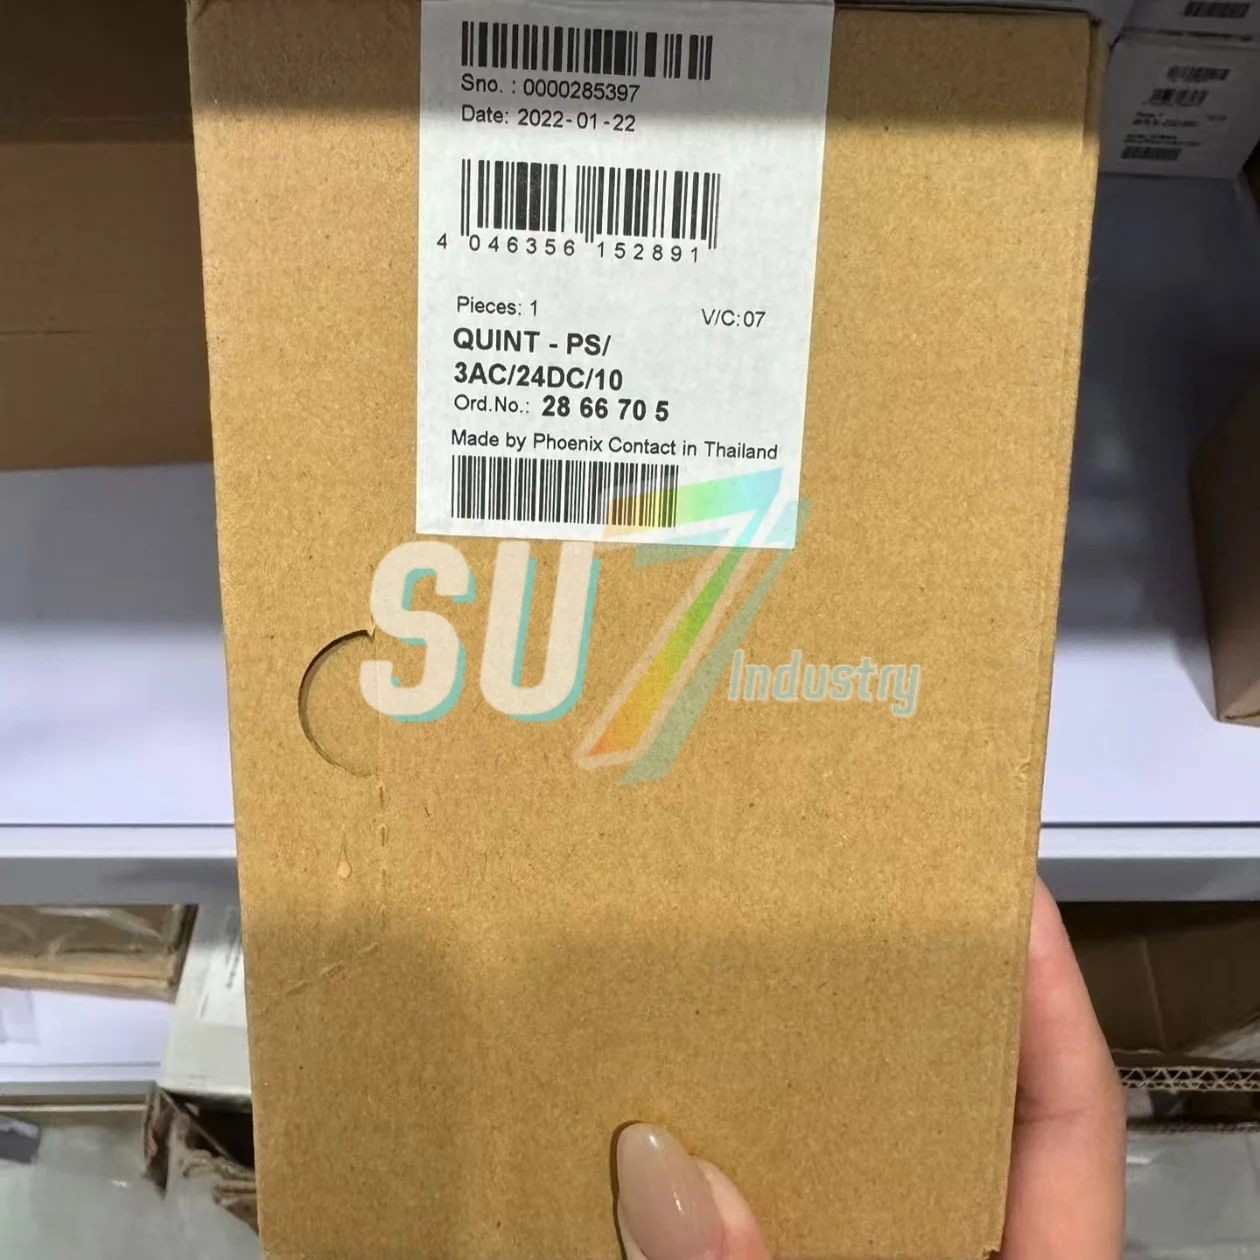 Sno. : 0000285397
Date: 2022-01-22
4 046356 152891
Pieces: 1
V/C:07
QUINT - PS/
3AC/24DC/10
Ord.No.: 28 66 70 5
Made by Phoenix Contact in Thailand
SU7 Industry